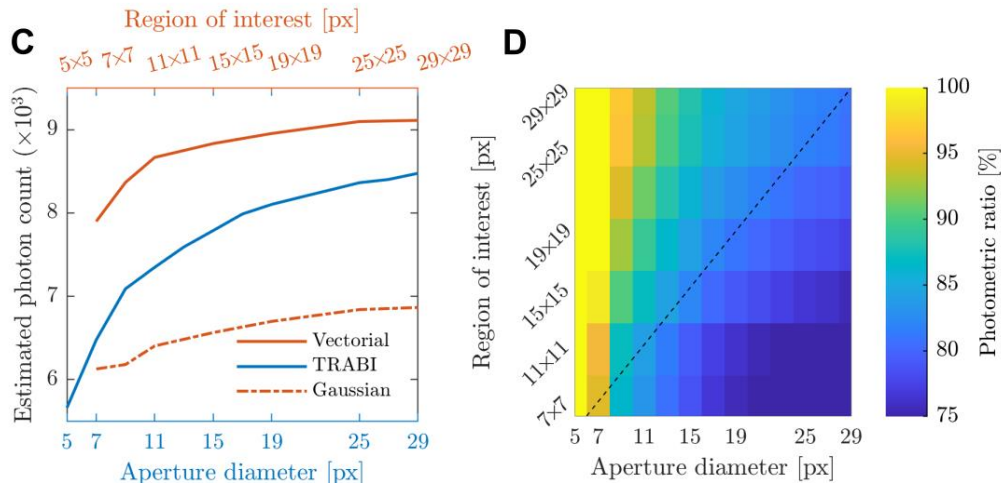 C
Region of interest [px]
5×5 7×7 11×11 15×15 19×19 25×25 29×29
Estimated photon count (×10³)
9
8
7
6
Vectorial
TRABI
Gaussian
5 7 11 15 19 25 29
Aperture diameter [px]
D
Region of interest [px]
29×29
25×25
19×19
15×15
11×11
7×7
5 7 11 15 19 25 29
Aperture diameter [px]
100
95
90
85
80
75
Photometric ratio [%]